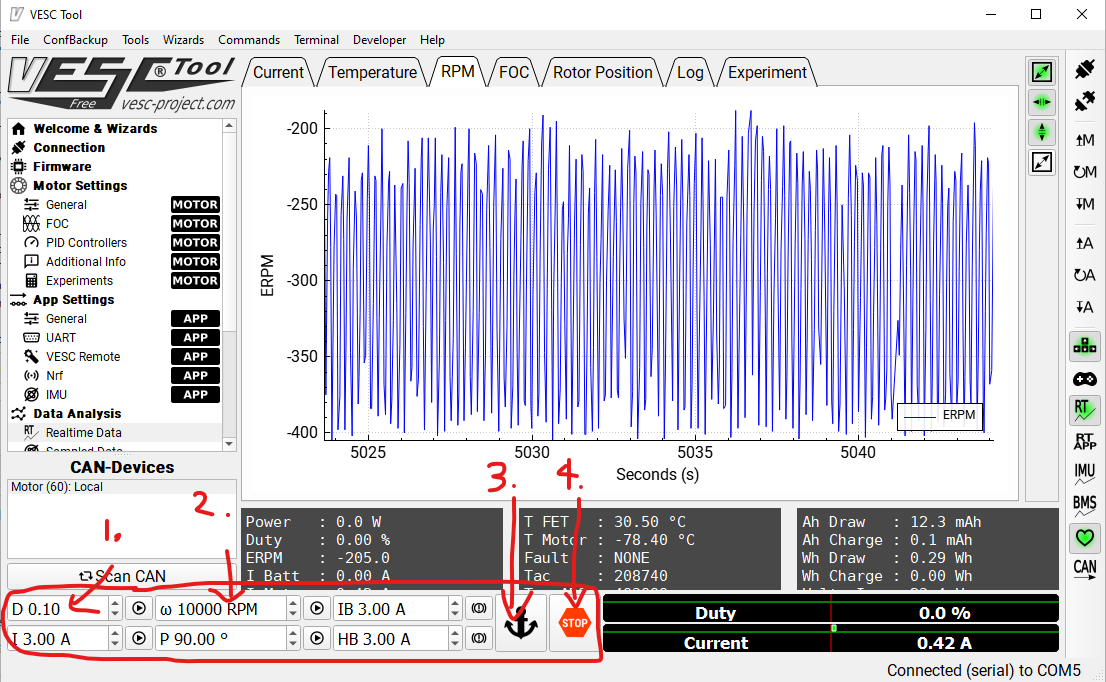 VESC Tool
File ConfBackup Tools Wizards Commands Terminal Developer Help
VESC® Tool
Free vesc-project.com
Current Temperature RPM FOC Rotor Position Log Experiment
Welcome & Wizards
Connection
Firmware
Motor Settings
General MOTOR
FOC MOTOR
PID Controllers MOTOR
Additional Info MOTOR
Experiments MOTOR
App Settings
General APP
UART APP
VESC Remote APP
Nrf APP
IMU APP
Data Analysis
RT Realtime Data
Sampled Data
CAN-Devices
Motor (60): Local
Scan CAN
ERPM
-200
-250
-300
-350
-400
5025 5030 5035 5040
Seconds (s)
ERPM
1.
2.
3.
4.
Power : 0.0 W
Duty : 0.00 %
ERPM : -205.0
I Batt : 0.00 A
T FET : 30.50 °C
T Motor : -78.40 °C
Fault : NONE
Tac : 208740
Ah Draw : 12.3 mAh
Ah Charge : 0.1 mAh
Wh Draw : 0.29 Wh
Wh Charge : 0.00 Wh
D 0.10 ω 10000 RPM IB 3.00 A
I 3.00 A P 90.00 ° HB 3.00 A
STOP
Duty 0.0 %
Current 0.42 A
M
M
M
A
A
A
RT
RT
APP
IMU
BMS
CAN
Connected (serial) to COM5